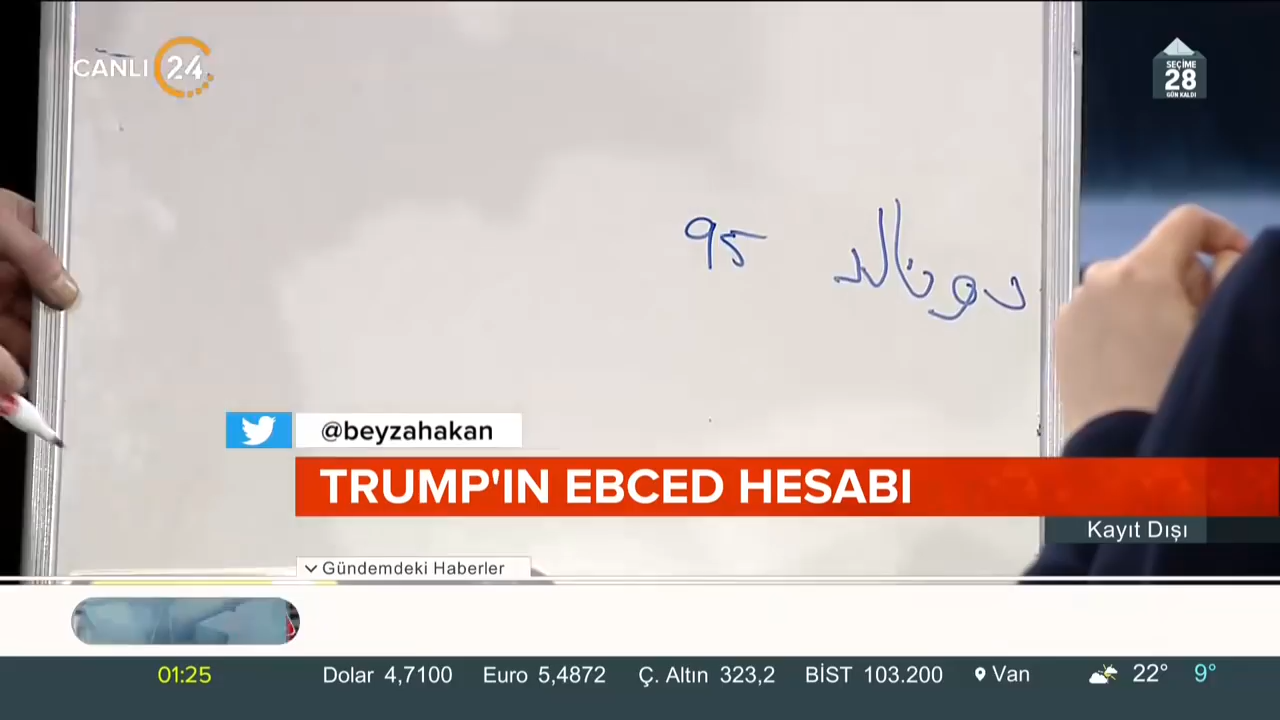 CANLI 24
SEÇİME
28
GÜN KALDI
دونالد 95
@beyzahakan
TRUMP'IN EBCED HESABI
Kayıt Dışı
Gündemdeki Haberler
01:25 Dolar 4,7100 Euro 5,4872 Ç. Altın 323,2 BİST 103.200 Van 22° 9°